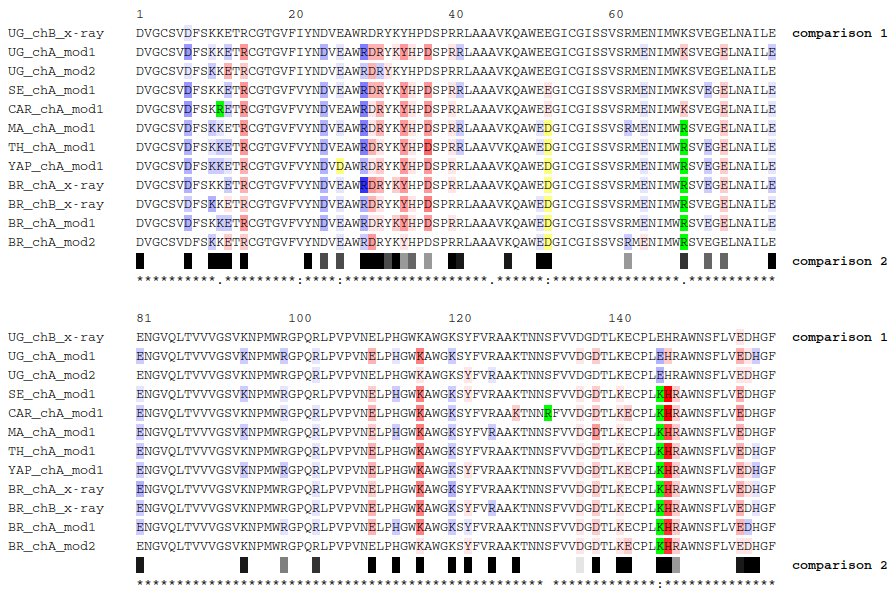 1 20 40 60
UG_chB_x-ray DVGCSVDFSKKETRCGTGVFIYNDVEAWRDRYKYHPDSPRRLAAAVKQAWEEGICGISSVSRMENIMWKSVEGELNAILE comparison 1
UG_chA_mod1 DVGCSVDFSKKETRCGTGVFIYNDVEAWRDRYKYHPDSPRRLAAAVKQAWEEGICGISSVSRMENIMWKSVEGELNAILE
UG_chA_mod2 DVGCSVDFSKKETRCGTGVFIYNDVEAWRDRYKYHPDSPRRLAAAVKQAWEEGICGISSVSRMENIMWKSVEGELNAILE
SE_chA_mod1 DVGCSVDFSKKETRCGTGVFVYNDVEAWRDRYKYHPDSPRRLAAAVKQAWEEGICGISSVSRMENIMWKSVEGELNAILE
CAR_chA_mod1 DVGCSVDFSKRETRCGTGVFVYNDVEAWRDRYKYHPDSPRRLAAAVKQAWEEGICGISSVSRMENIMWKSVEGELNAILE
MA_chA_mod1 DVGCSVDFSKKETRCGTGVFVYNDVEAWRDRYKYHPDSPRRLAAAVKQAWEDGICGISSVSRMENIMWRSVEGELNAILE
TH_chA_mod1 DVGCSVDFSKKETRCGTGVFVYNDVEAWRDRYKYHPDSPRRLAAAVKQAWEDGICGISSVSRMENIMWRSVEGELNAILE
YAP_chA_mod1 DVGCSVDFSKKETRCGTGVFVYNDVDAWRDRYKYHPDSPRRLAAAVKQAWEDGICGISSVSRMENIMWRSVEGELNAILE
BR_chA_x-ray DVGCSVDFSKKETRCGTGVFVYNDVEAWRDRYKYHPDSPRRLAAAVKQAWEDGICGISSVSRMENIMWRSVEGELNAILE
BR_chB_x-ray DVGCSVDFSKKETRCGTGVFVYNDVEAWRDRYKYHPDSPRRLAAAVKQAWEDGICGISSVSRMENIMWRSVEGELNAILE
BR_chA_mod1 DVGCSVDFSKKETRCGTGVFVYNDVEAWRDRYKYHPDSPRRLAAAVKQAWEDGICGISSVSRMENIMWRSVEGELNAILE
BR_chA_mod2 DVGCSVDFSKKETRCGTGVFVYNDVEAWRDRYKYHPDSPRRLAAAVKQAWEDGICGISSVSRMENIMWRSVEGELNAILE
comparison 2
**********.*********:****:******************.******:****************.***********
81 100 120 140
UG_chB_x-ray ENGVQLTVVVGSVKNPMWRGPQRLPVPVNELPHGWKAWGKSYFVRAAKTNNSFVVDGDTLKECPLEHRAWNSFLVEDHGF comparison 1
UG_chA_mod1 ENGVQLTVVVGSVKNPMWRGPQRLPVPVNELPHGWKAWGKSYFVRAAKTNNSFVVDGDTLKECPLEHRAWNSFLVEDHGF
UG_chA_mod2 ENGVQLTVVVGSVKNPMWRGPQRLPVPVNELPHGWKAWGKSYFVRAAKTNNSFVVDGDTLKECPLEHRAWNSFLVEDHGF
SE_chA_mod1 ENGVQLTVVVGSVKNPMWRGPQRLPVPVNELPHGWKAWGKSYFVRAAKTNNSFVVDGDTLKECPLKHRAWNSFLVEDHGF
CAR_chA_mod1 ENGVQLTVVVGSVKNPMWRGPQRLPVPVNELPHGWKAWGKSYFVRAAKTNNRFVVDGDTLKECPLKHRAWNSFLVEDHGF
MA_chA_mod1 ENGVQLTVVVGSVKNPMWRGPQRLPVPVNELPHGWKAWGKSYFVRAAKTNNSFVVDGDTLKECPLKHRAWNSFLVEDHGF
TH_chA_mod1 ENGVQLTVVVGSVKNPMWRGPQRLPVPVNELPHGWKAWGKSYFVRAAKTNNSFVVDGDTLKECPLKHRAWNSFLVEDHGF
YAP_chA_mod1 ENGVQLTVVVGSVKNPMWRGPQRLPVPVNELPHGWKAWGKSYFVRAAKTNNSFVVDGDTLKECPLKHRAWNSFLVEDHGF
BR_chA_x-ray ENGVQLTVVVGSVKNPMWRGPQRLPVPVNELPHGWKAWGKSYFVRAAKTNNSFVVDGDTLKECPLKHRAWNSFLVEDHGF
BR_chB_x-ray ENGVQLTVVVGSVKNPMWRGPQRLPVPVNELPHGWKAWGKSYFVRAAKTNNSFVVDGDTLKECPLKHRAWNSFLVEDHGF
BR_chA_mod1 ENGVQLTVVVGSVKNPMWRGPQRLPVPVNELPHGWKAWGKSYFVRAAKTNNSFVVDGDTLKECPLKHRAWNSFLVEDHGF
BR_chA_mod2 ENGVQLTVVVGSVKNPMWRGPQRLPVPVNELPHGWKAWGKSYFVRAAKTNNSFVVDGDTLKECPLKHRAWNSFLVEDHGF
comparison 2
*************************************************** *************:**************